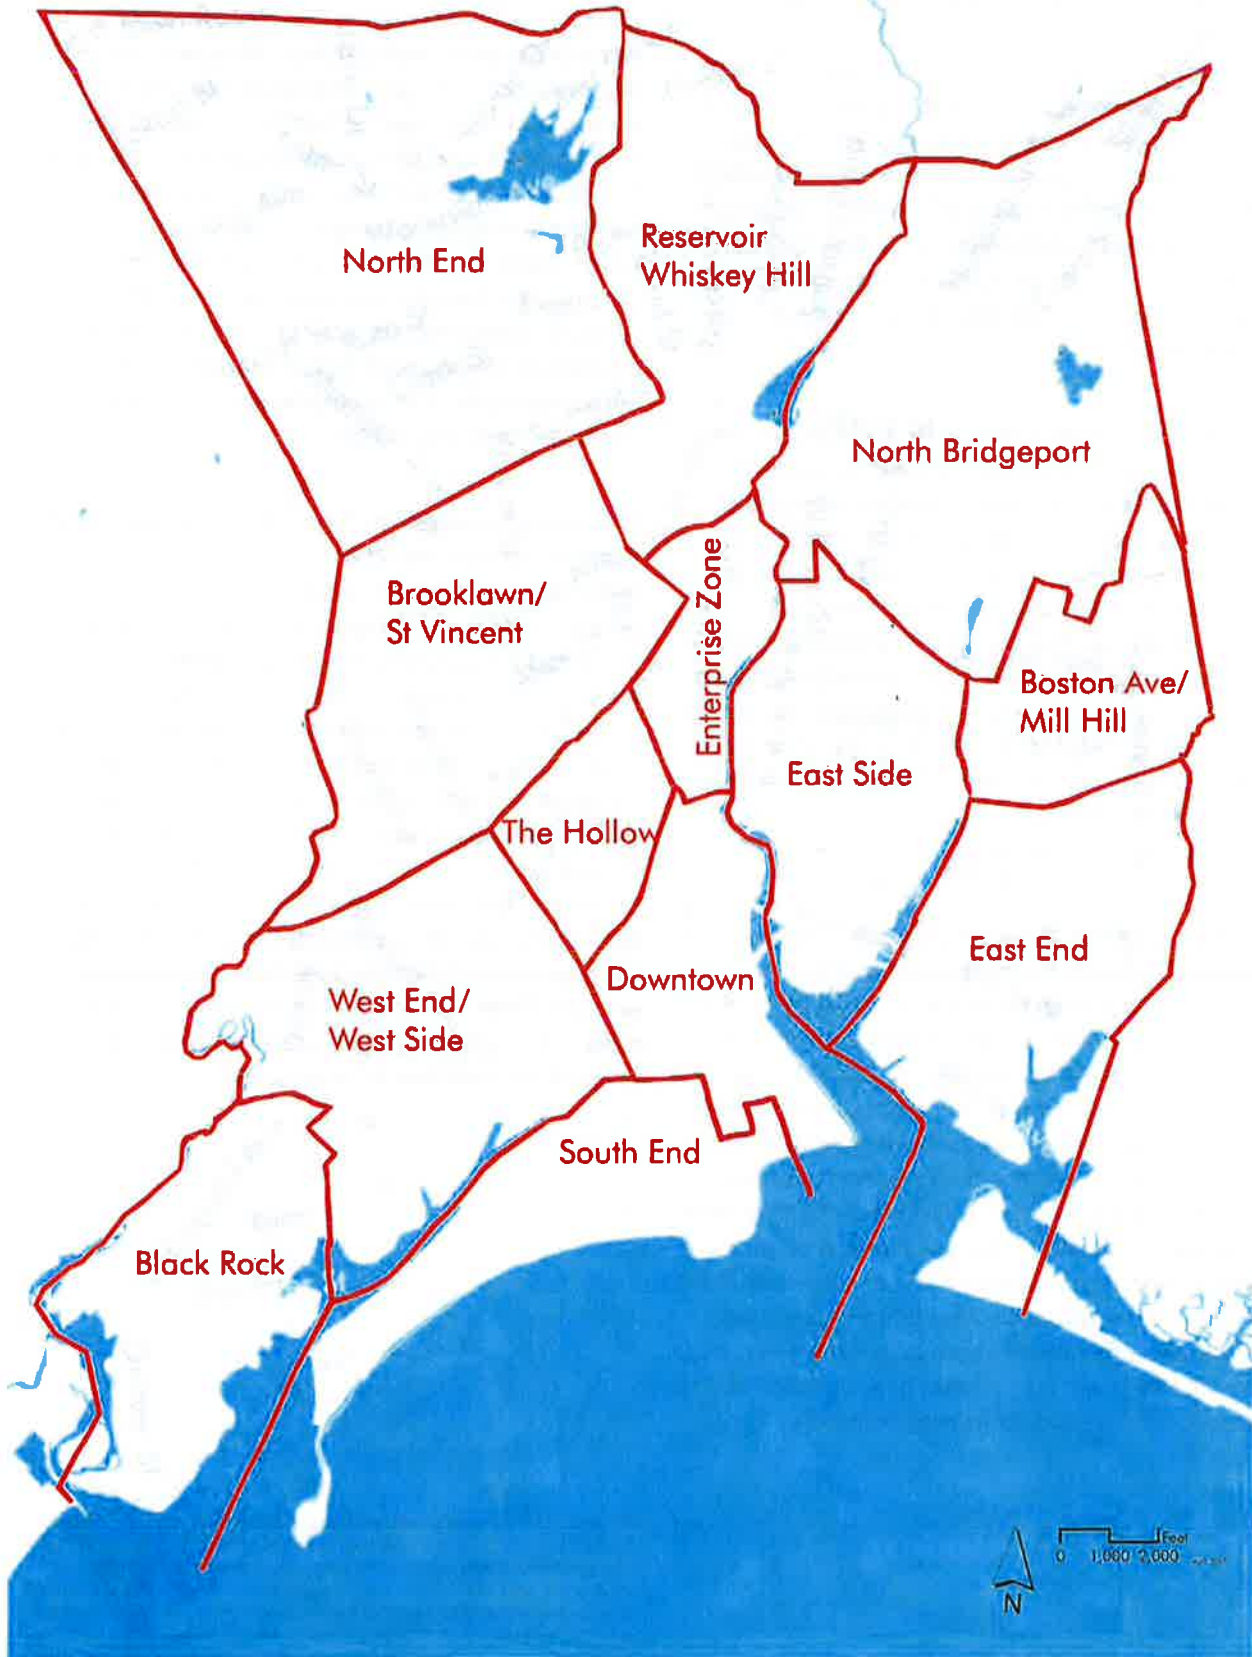 North End
Reservoir
Whiskey Hill
North Bridgeport
Enterprise Zone
Brooklawn/
St Vincent
Boston Ave/
Mill Hill
East Side
The Hollow
East End
Downtown
West End/
West Side
South End
Black Rock
Feet
0 1,000 2,000
N